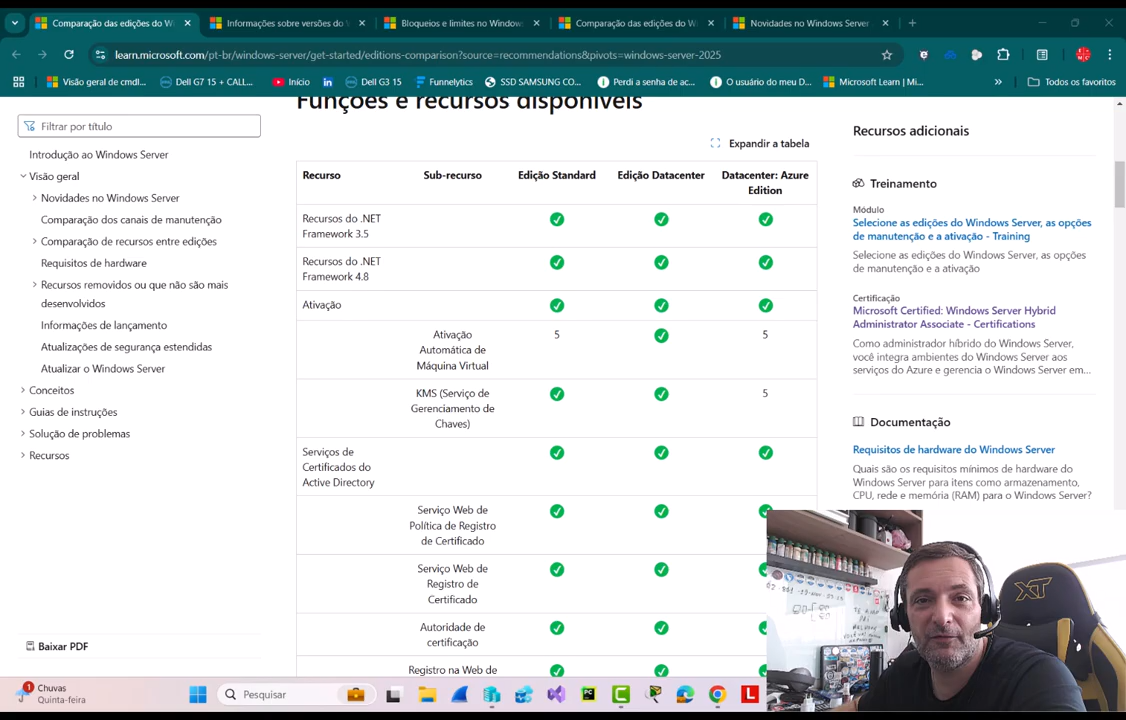 Comparação das edições do W
Informações sobre versões do
Bloqueios e limites no Window
Comparação das edições do W
Novidades no Windows Server
learn.microsoft.com/pt-br/windows-server/get-started/editions-comparison?source=recommendations&pivots=windows-server-2025
Visão geral de cmdl...
Dell G7 15 + CALL...
Início
Dell G3 15
Funnelytics
SSD SAMSUNG CO...
Perdi a senha de ac...
O usuário do meu D...
Microsoft Learn | Mi...
Todos os favoritos
Filtrar por título
Introdução ao Windows Server
Visão geral
Novidades no Windows Server
Comparação dos canais de manutenção
Comparação de recursos entre edições
Requisitos de hardware
Recursos removidos ou que não são mais
desenvolvidos
Informações de lançamento
Atualizações de segurança estendidas
Atualizar o Windows Server
Conceitos
Guias de instruções
Solução de problemas
Recursos
Baixar PDF
Funções e recursos disponíveis
Expandir a tabela
Recurso Sub-recurso Edição Standard Edição Datacenter Datacenter: Azure
Edition
Recursos do .NET
Framework 3.5
Recursos do .NET
Framework 4.8
Ativação
Ativação 5 5
Automática de
Máquina Virtual
KMS (Serviço de 5
Gerenciamento de
Chaves)
Serviços de
Certificados do
Active Directory
Serviço Web de
Política de Registro
de Certificado
Serviço Web de
Registro de
Certificado
Autoridade de
certificação
Registro na Web de
Recursos adicionais
Treinamento
Módulo
Selecione as edições do Windows Server, as opções
de manutenção e a ativação - Training
Selecione as edições do Windows Server, as opções
de manutenção e a ativação
Certificação
Microsoft Certified: Windows Server Hybrid
Administrator Associate - Certifications
Como administrador híbrido do Windows Server,
você integra ambientes do Windows Server aos
serviços do Azure e gerencia o Windows Server em...
Documentação
Requisitos de hardware do Windows Server
Quais são os requisitos mínimos de hardware do
Windows Server para itens como armazenamento,
CPU, rede e memória (RAM) para o Windows Server?
XT
1
Chuvas
Quinta-feira
Pesquisar
PC
C
L